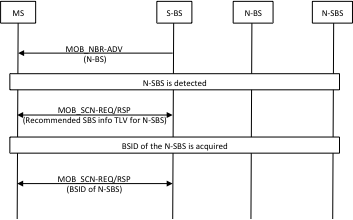 MS
S-BS
N-BS
N-SBS
MOB_NBR-ADV
(N-BS)
N-SBS is detected
MOB_SCN-REQ/RSP
(Recommended SBS info TLV for N-SBS)
BSID of the N-SBS is acquired
MOB_SCN-REQ/RSP
(BSID of N-SBS)